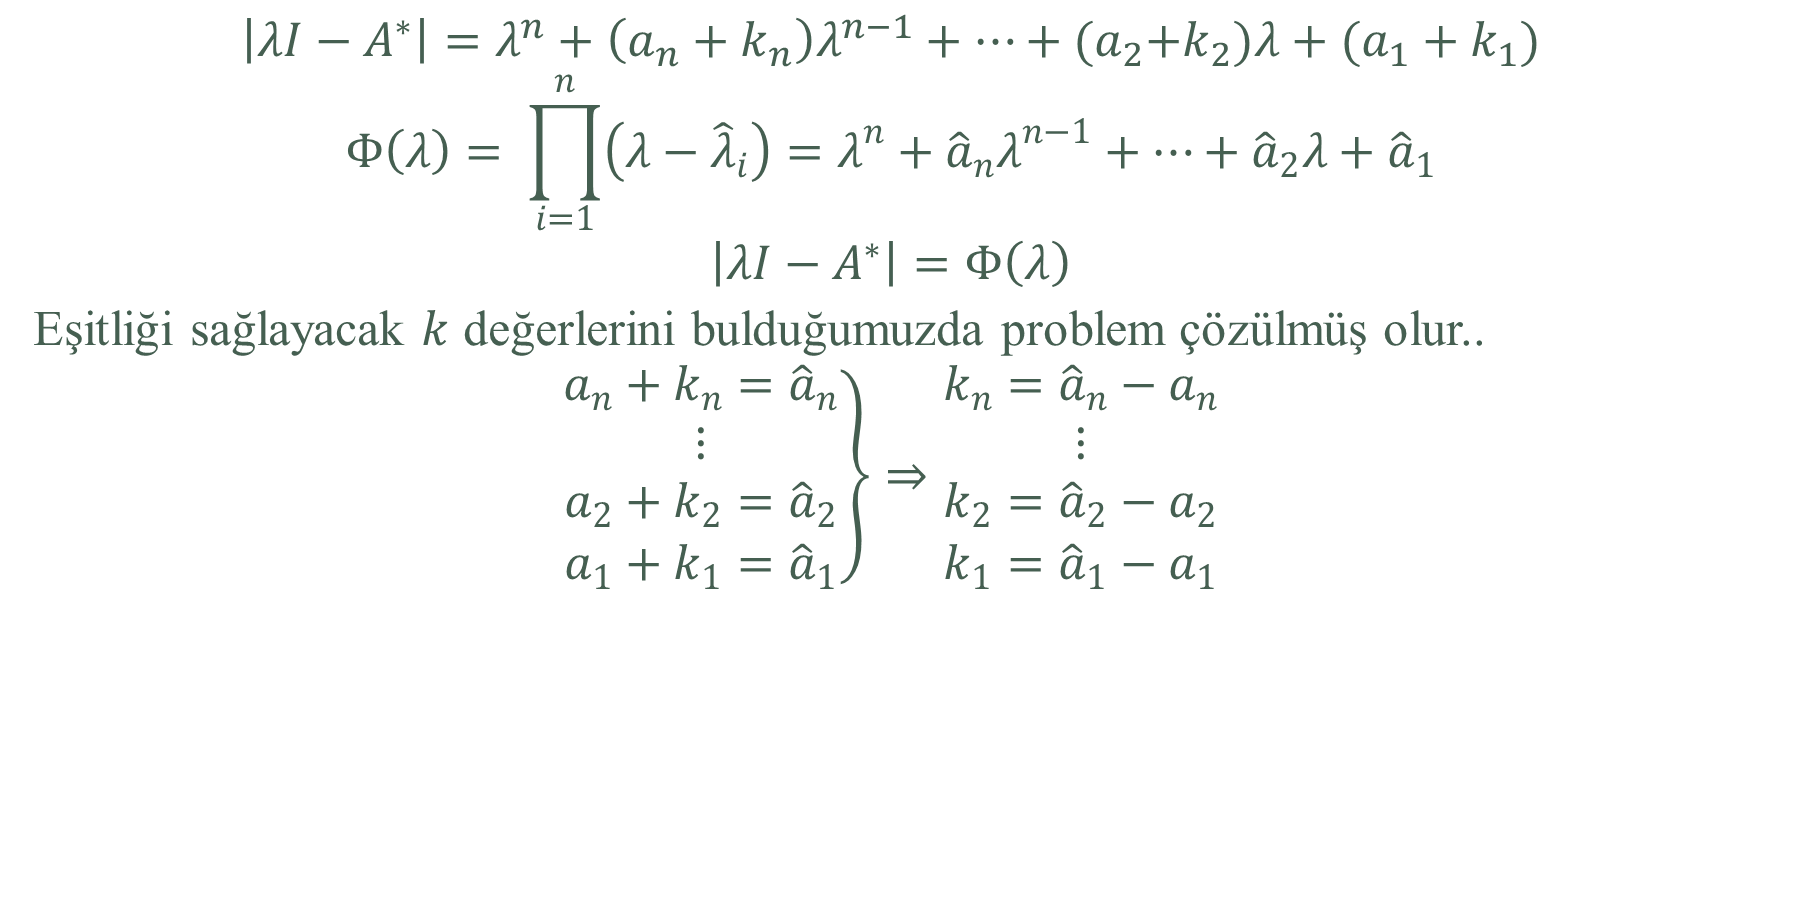 |λI − A*| = λⁿ + (aₙ + kₙ)λⁿ⁻¹ + ⋯ + (a₂+k₂)λ + (a₁ + k₁)
Φ(λ) = ∏ᵢ₌₁ⁿ (λ − λ̂ᵢ) = λⁿ + âₙλⁿ⁻¹ + ⋯ + â₂λ + â₁
|λI − A*| = Φ(λ)
Eşitliği sağlayacak k değerlerini bulduğumuzda problem çözülmüş olur..
aₙ + kₙ = âₙ kₙ = âₙ − aₙ
⋮ ⋮
a₂ + k₂ = â₂ } ⇒ k₂ = â₂ − a₂
a₁ + k₁ = â₁ k₁ = â₁ − a₁